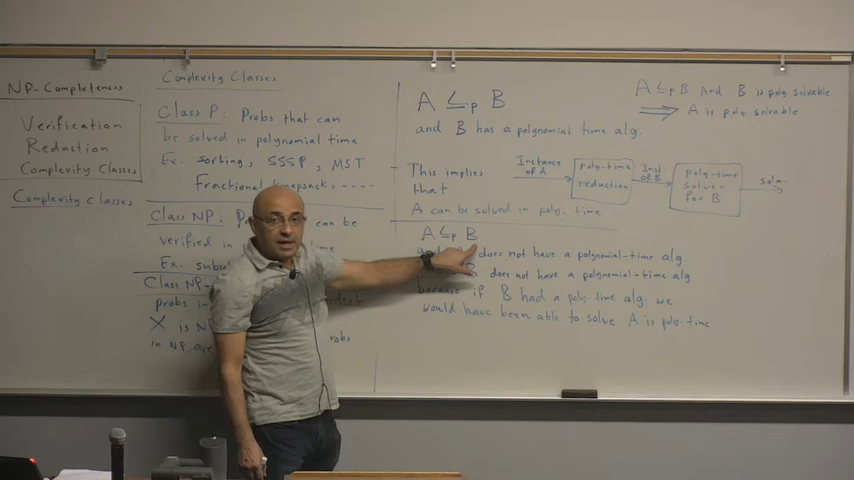 NP-Completeness
Verification
Reduction
Complexity Classes
Complexity classes
Complexity Classes
Class P: Probs that can
be solved in polynomial time
Ex. sorting, SSSP, MST
Fractional knapsack, ....
Class NP: can be
verified in time
Ex.
Class NP-
probs in
X is
in NP are
A ≤p B
and B has a polynomial time alg.
This implies
that
A can be solved in poly. time
Instance
of A
poly-time
reduction
Inst.
of B
poly-time
solver
for B
soln.
A ≤p B and B is poly. solvable
⟹ A is poly. solvable
A ≤p B
does not have a polynomial-time alg.
does not have a polynomial-time alg
because if B had a poly-time alg. we
would have been able to solve A is poly-time